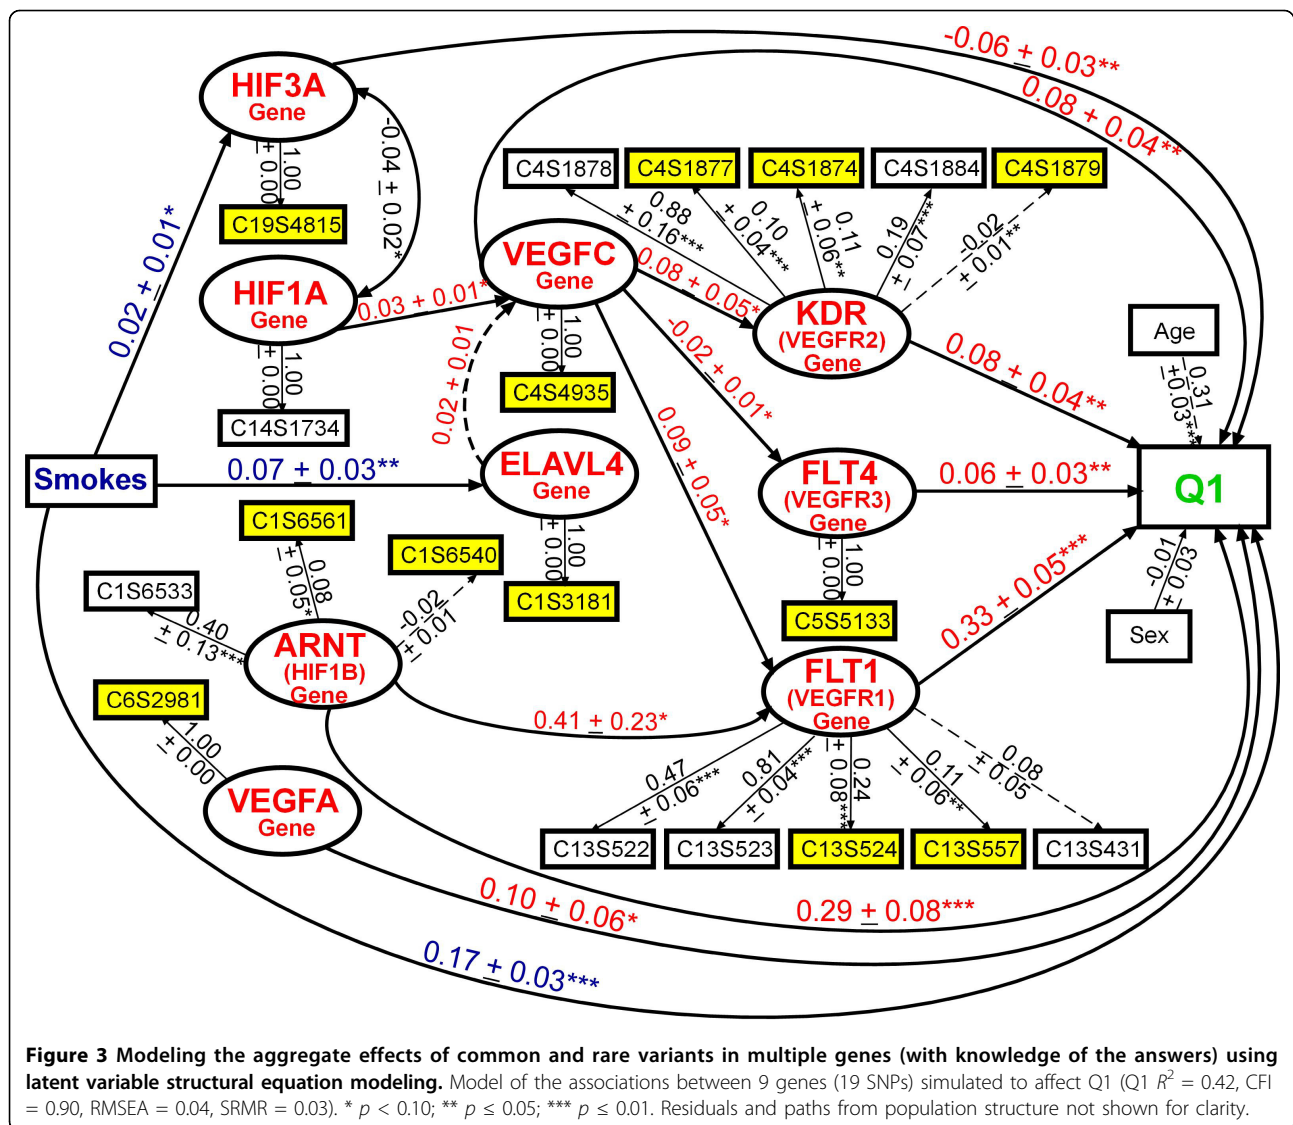 -0.06 ± 0.03**
0.08 ± 0.04**
HIF3A
Gene
1.00
± 0.00
C19S4815
-0.04 ± 0.02*
0.02 ± 0.01*
HIF1A
Gene
1.00
± 0.00
C14S1734
0.03 ± 0.01*
VEGFC
Gene
1.00
± 0.00
C4S4935
0.02 ± 0.01
C4S1878
C4S1877
C4S1874
C4S1884
C4S1879
0.88
± 0.16***
0.10
± 0.04***
0.11
± 0.06**
0.19
± 0.07***
-0.02
± 0.01**
0.08 ± 0.05*
KDR
(VEGFR2)
Gene
0.08 ± 0.04**
-0.02 ± 0.01*
0.09 ± 0.05*
Age
0.31
±0.03***
Smokes
0.07 ± 0.03**
ELAVL4
Gene
1.00
± 0.00
C1S3181
FLT4
(VEGFR3)
Gene
1.00
± 0.00
C5S5133
0.06 ± 0.03**
Q1
-0.01
± 0.03
Sex
C1S6561
C1S6540
C1S6533
0.08
± 0.05*
-0.02
± 0.01
0.40
± 0.13***
ARNT
(HIF1B)
Gene
0.41 ± 0.23*
FLT1
(VEGFR1)
Gene
0.33 ± 0.05***
C6S2981
1.00
± 0.00
VEGFA
Gene
0.47
± 0.06***
0.81
± 0.04***
0.24
± 0.08***
0.11
± 0.06**
0.08
± 0.05
C13S522
C13S523
C13S524
C13S557
C13S431
0.10 ± 0.06*
0.29 ± 0.08***
0.17 ± 0.03***
Figure 3 Modeling the aggregate effects of common and rare variants in multiple genes (with knowledge of the answers) using
latent variable structural equation modeling. Model of the associations between 9 genes (19 SNPs) simulated to affect Q1 (Q1 R² = 0.42, CFI
= 0.90, RMSEA = 0.04, SRMR = 0.03). * p < 0.10; ** p ≤ 0.05; *** p ≤ 0.01. Residuals and paths from population structure not shown for clarity.